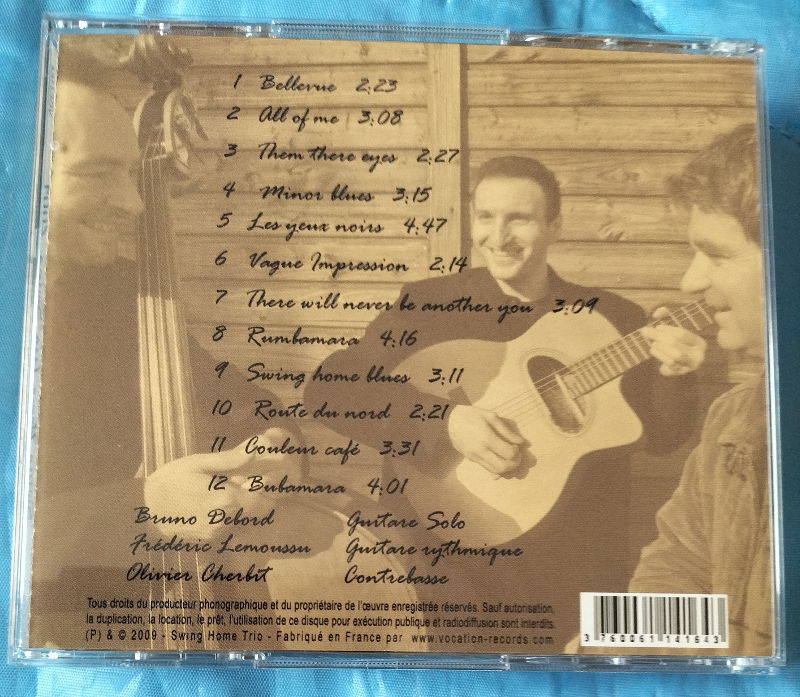 1 Bellevue 2:23
2 All of me 3:08
3 Them there eyes 2:27
4 Minor blues 3:15
5 Les yeux noirs 4:47
6 Vague Impression 2:14
7 There will never be another you 3:09
8 Rumbamara 4:16
9 Swing home blues 3:11
10 Route du nord 2:21
11 Couleur café 3:31
12 Bubamara 4:01
Bruno Debord Guitare Solo
Frédéric Lemoussu Guitare rythmique
Olivier Cherbit Contrebasse
Tous droits du producteur phonographique et du propriétaire de l'œuvre enregistrée réservés. Sauf autorisation,
la duplication, la location, le prêt, l'utilisation de ce disque pour exécution publique et radiodiffusion sont interdits.
(P) & © 2009 - Swing Home Trio - Fabriqué en France par www.vocation-records.com
3 760061 141643